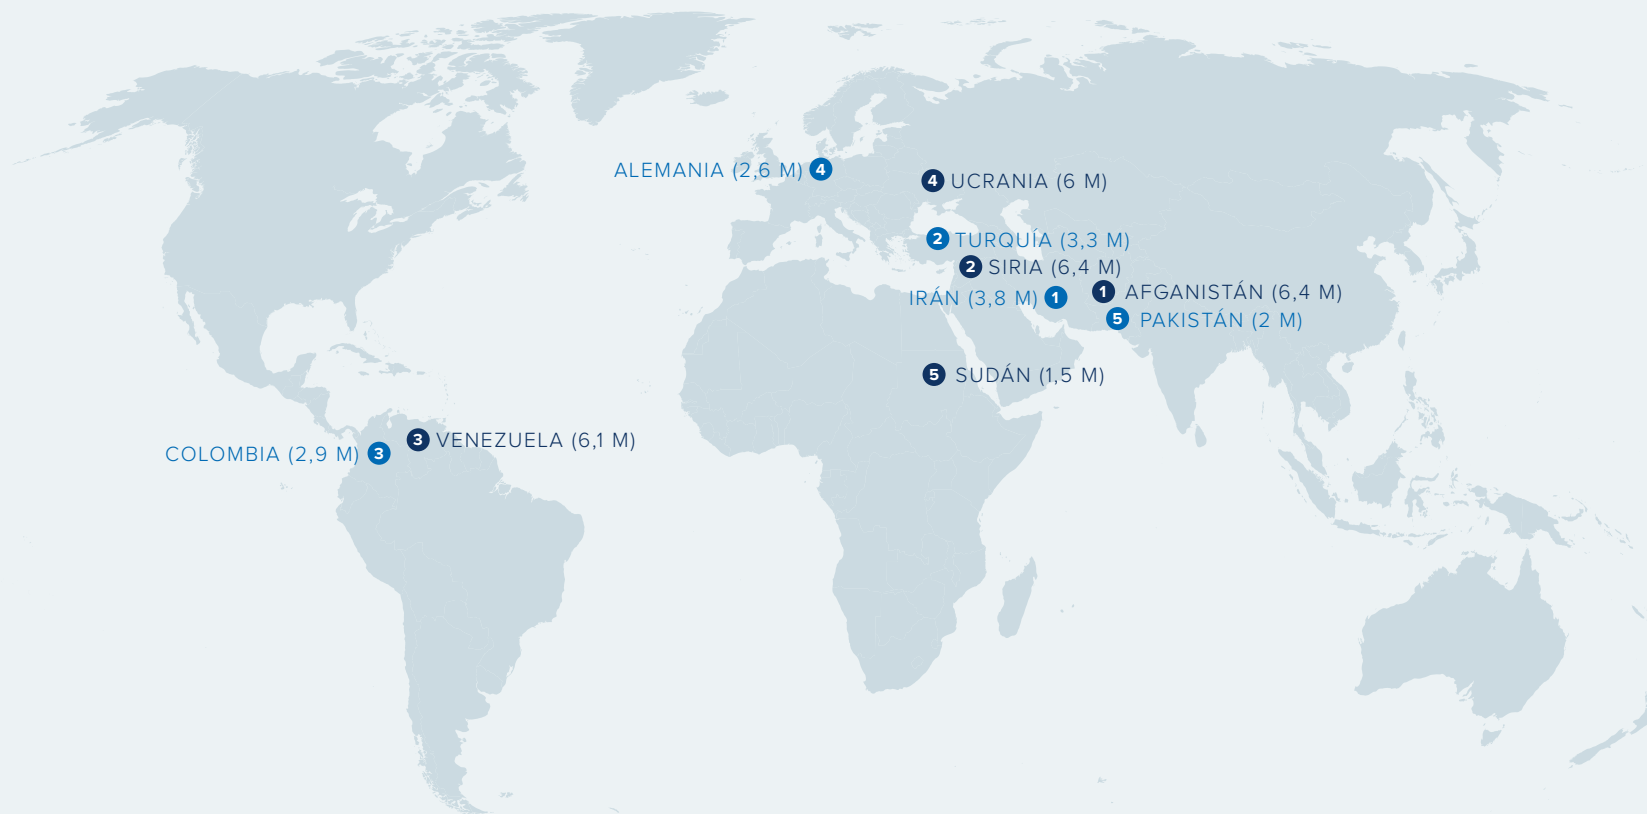 ALEMANIA (2,6 M) 4
4 UCRANIA (6 M)
2 TURQUÍA (3,3 M)
2 SIRIA (6,4 M)
IRÁN (3,8 M) 1
1 AFGANISTÁN (6,4 M)
5 PAKISTÁN (2 M)
5 SUDÁN (1,5 M)
3 VENEZUELA (6,1 M)
COLOMBIA (2,9 M) 3